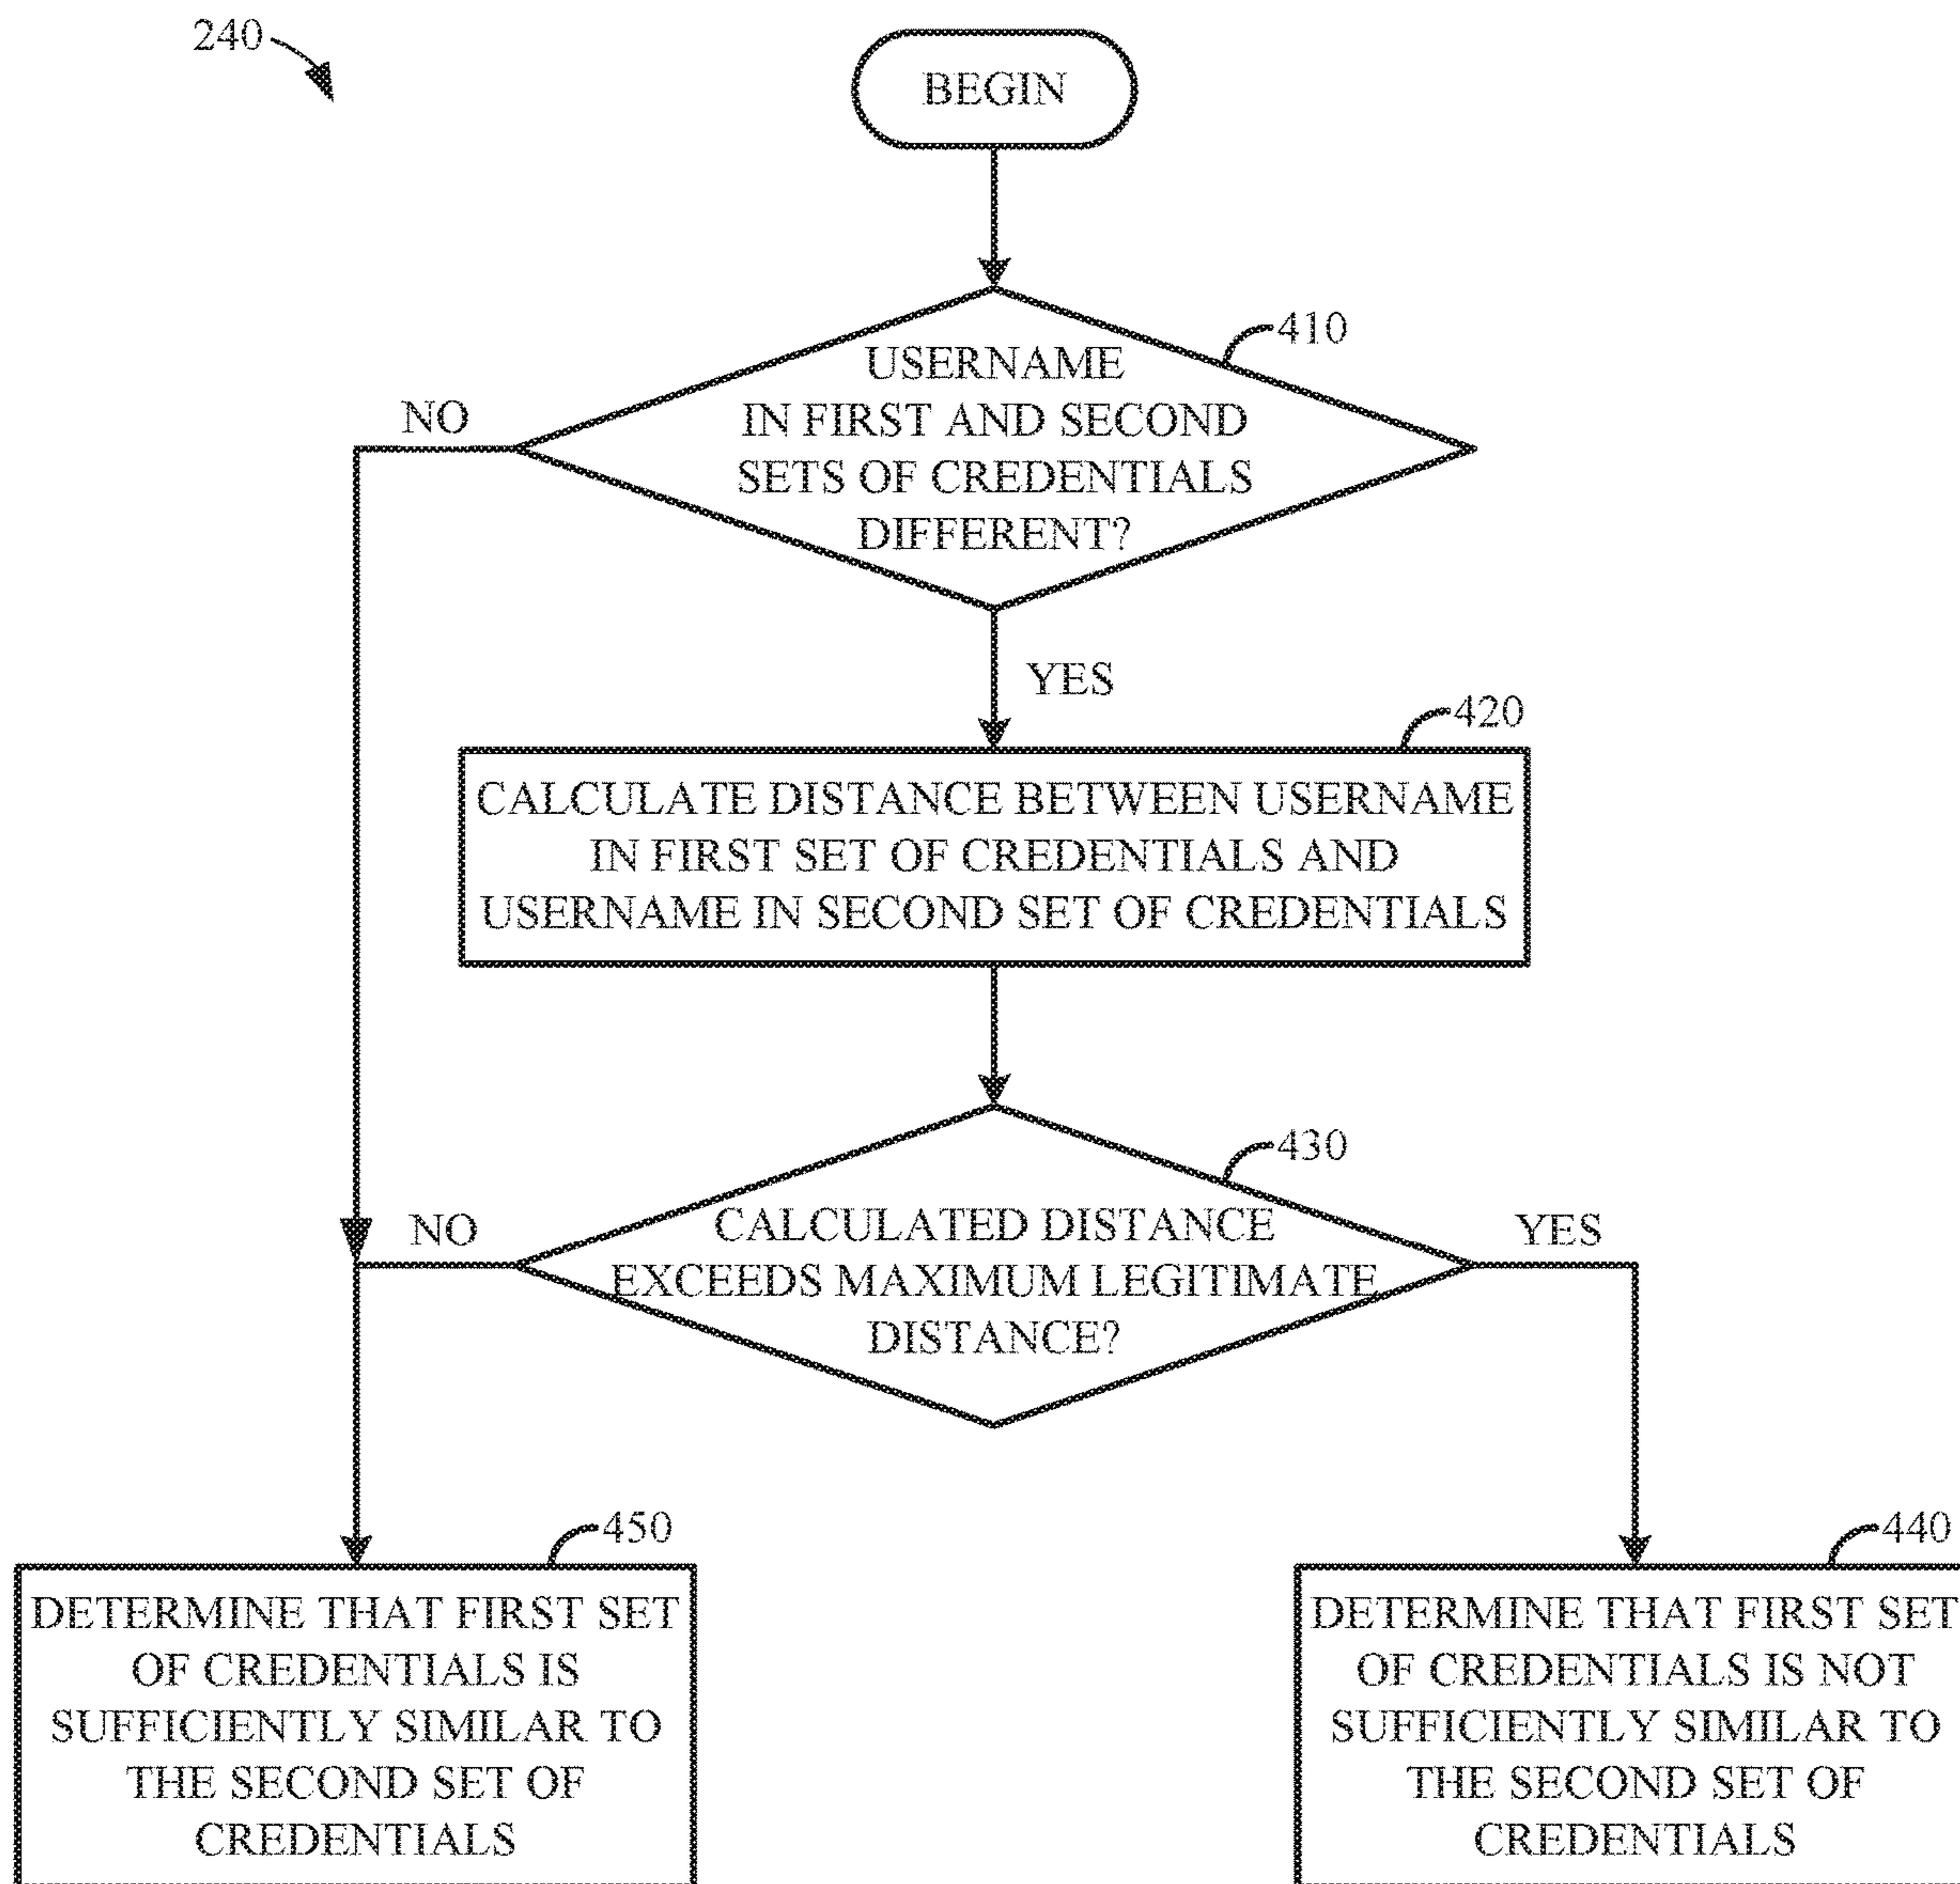 240
BEGIN
410
USERNAME
IN FIRST AND SECOND
SETS OF CREDENTIALS
DIFFERENT?
NO
YES
420
CALCULATE DISTANCE BETWEEN USERNAME
IN FIRST SET OF CREDENTIALS AND
USERNAME IN SECOND SET OF CREDENTIALS
430
CALCULATED DISTANCE
EXCEEDS MAXIMUM LEGITIMATE
DISTANCE?
NO
YES
450
DETERMINE THAT FIRST SET
OF CREDENTIALS IS
SUFFICIENTLY SIMILAR TO
THE SECOND SET OF
CREDENTIALS
440
DETERMINE THAT FIRST SET
OF CREDENTIALS IS NOT
SUFFICIENTLY SIMILAR TO
THE SECOND SET OF
CREDENTIALS